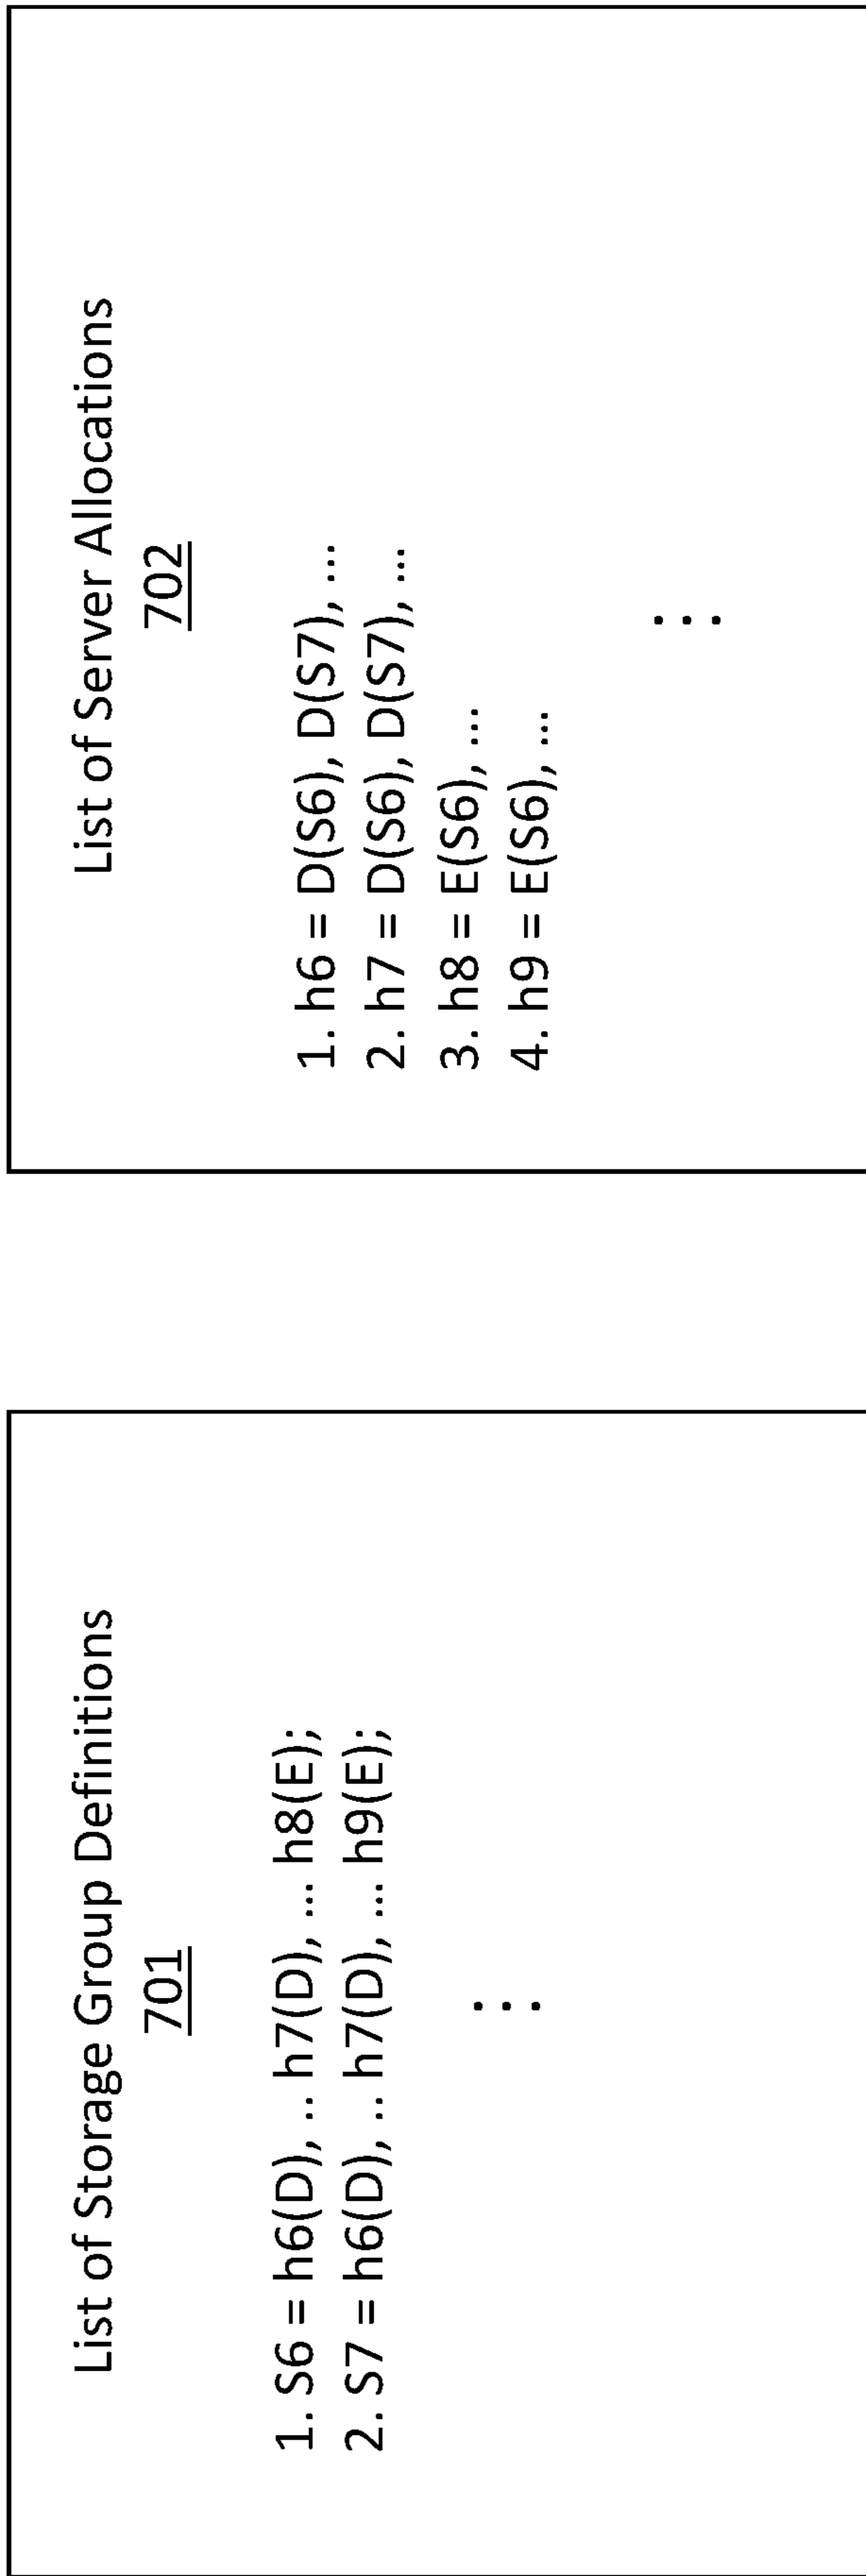 List of Storage Group Definitions
701
1. S6 = h6(D), .. h7(D), ... h8(E);
2. S7 = h6(D), .. h7(D), ... h9(E);
⋮
List of Server Allocations
702
1. h6 = D(S6), D(S7), ...
2. h7 = D(S6), D(S7), ...
3. h8 = E(S6), ...
4. h9 = E(S6), ...
⋮